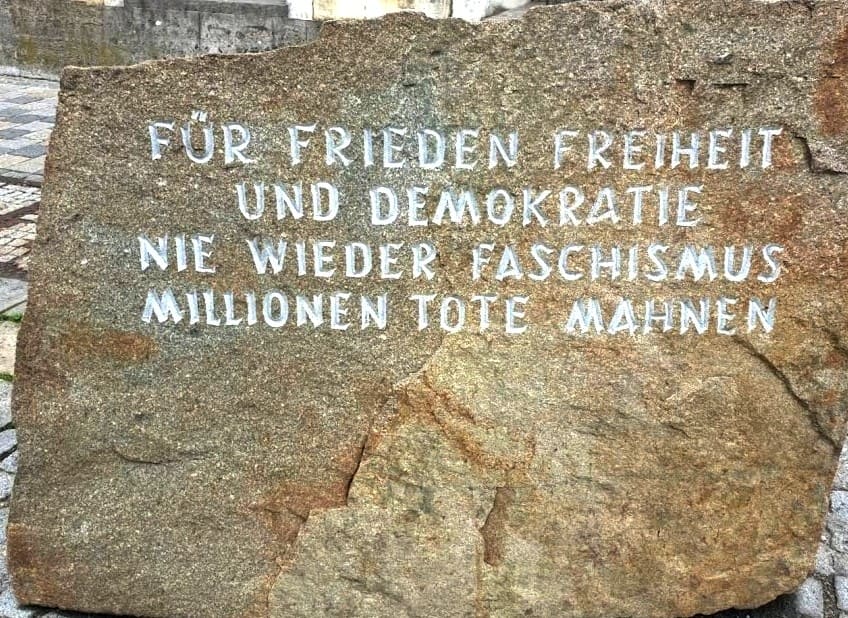 FÜR FRIEDEN FREIHEIT
UND DEMOKRATIE
NIE WIEDER FASCHISMUS
MILLIONEN TOTE MAHNEN